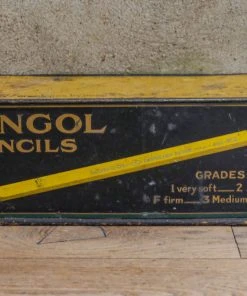 NGOL
NCILS
GRADES
1 very soft 2
F firm 3 Medium